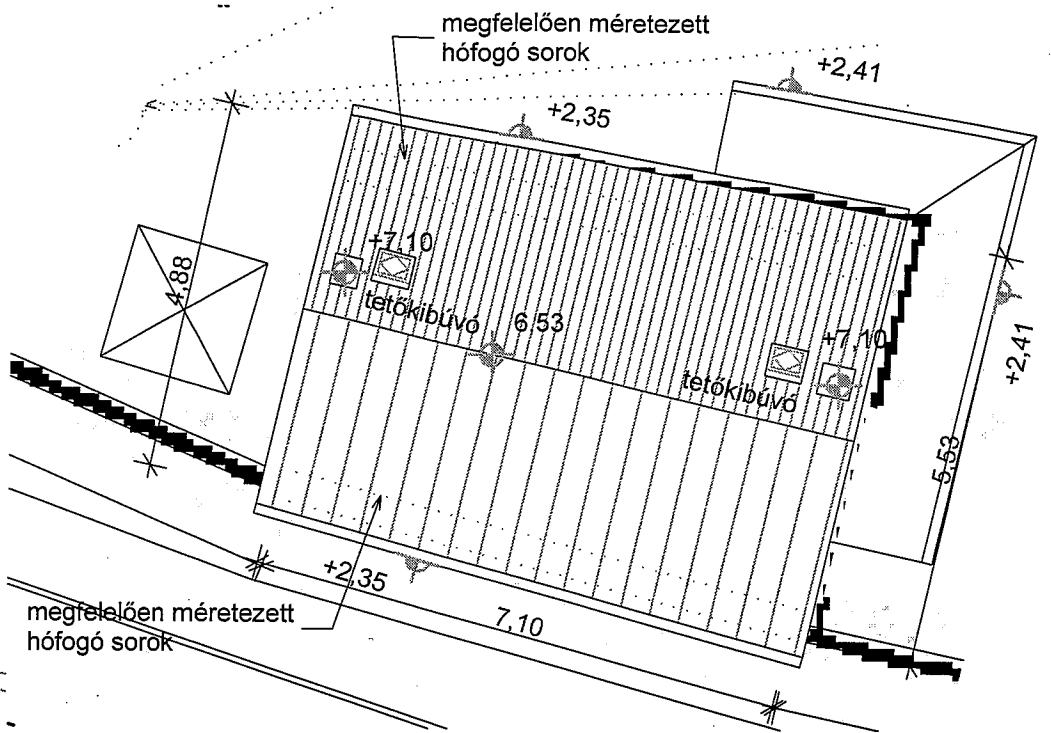 megfelelően méretezett
hófogó sorok
+2,41
+2,35
+7,10
4,88
tetőkibúvó
6,53
+7,10
tetőkibúvó
+2,41
5,53
+2,35
7,10
megfelelően méretezett
hófogó sorok